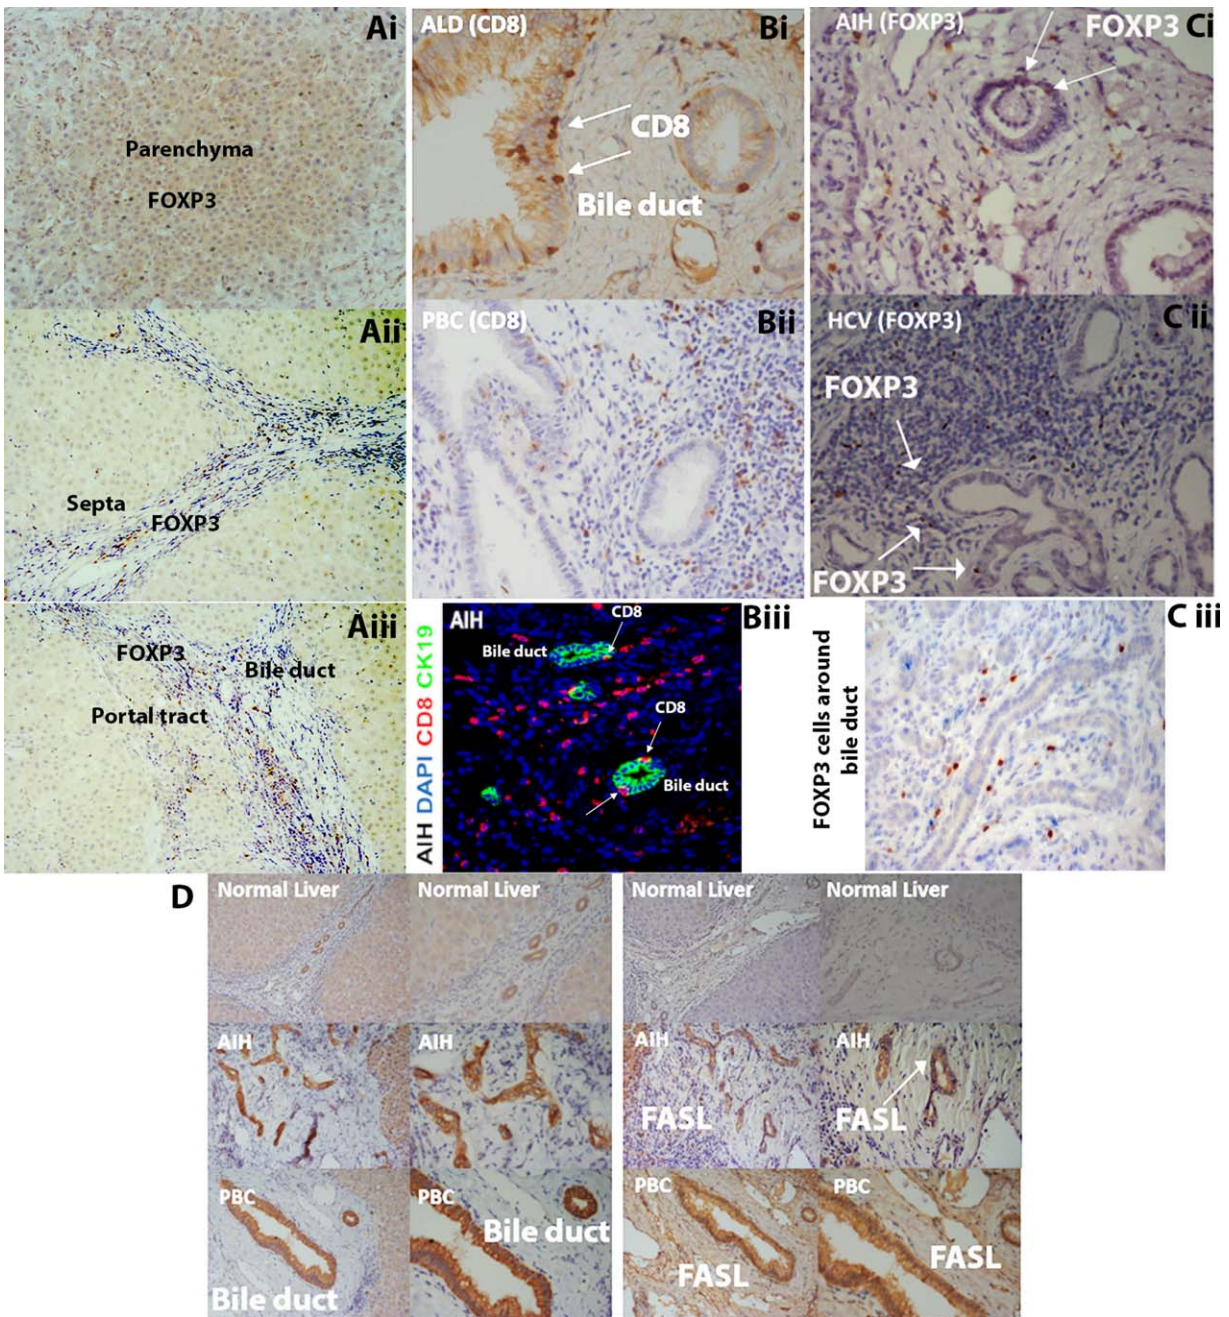 Ai
Parenchyma
FOXP3
ALD (CD8)
Bi
CD8
Bile duct
AIH (FOXP3)
FOXP3
Ci
Aii
Septa
FOXP3
PBC (CD8)
Bii
HCV (FOXP3)
C ii
FOXP3
FOXP3
Aiii
FOXP3
Bile duct
Portal tract
AIH DAPI CD8 CK19
AIH
Biii
CD8
Bile duct
CD8
Bile duct
C iii
FOXP3 cells around
bile duct
D
Normal Liver
Normal Liver
Normal Liver
Normal Liver
AIH
AIH
AIH
FASL
AIH
FASL
PBC
Bile duct
PBC
Bile duct
PBC
FASL
PBC
FASL